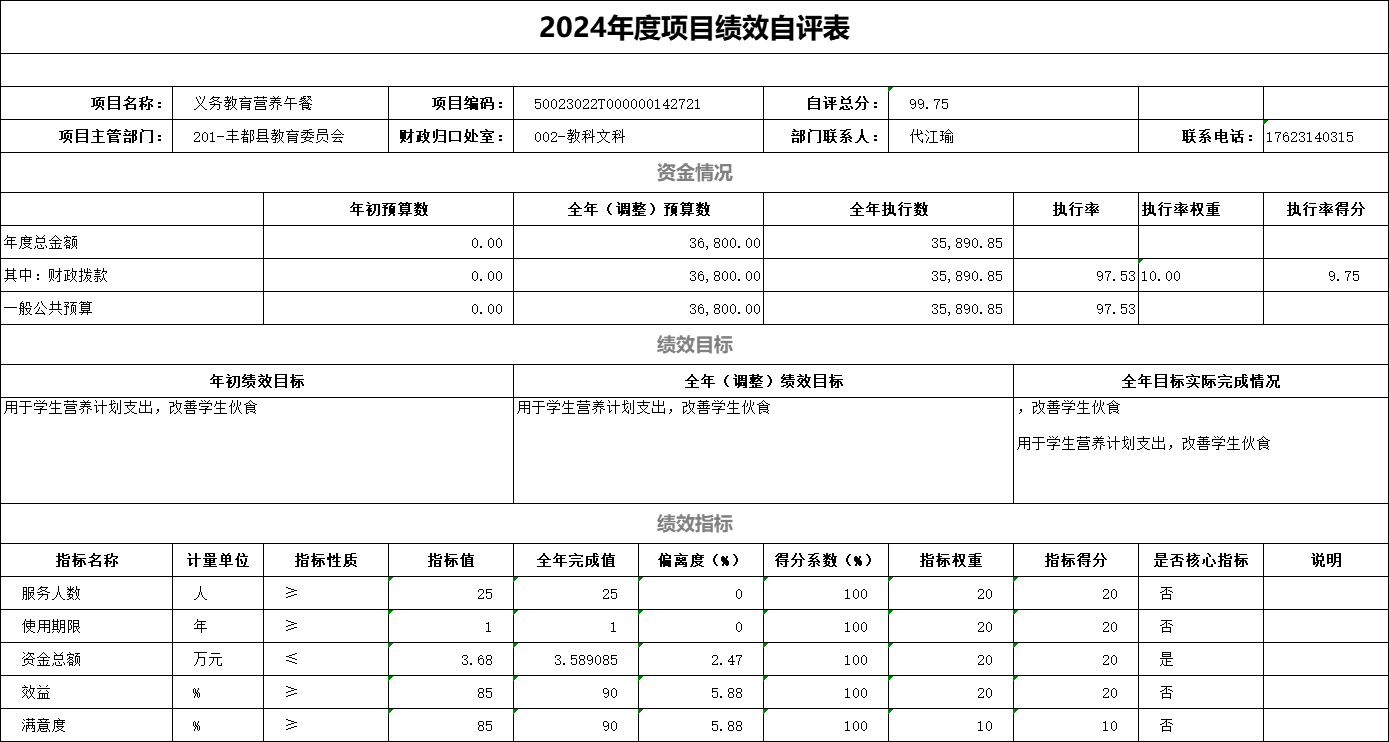 2024年度项目绩效自评表
项目名称： 义务教育营养午餐 项目编码： 50023022T000000142721 自评总分： 99.75
项目主管部门： 201-丰都县教育委员会 财政归口处室： 002-教科文科 部门联系人： 代江瑜 联系电话： 17623140315
资金情况
年初预算数 全年（调整）预算数 全年执行数 执行率 执行率权重 执行率得分
年度总金额 0.00 36,800.00 35,890.85
其中：财政拨款 0.00 36,800.00 35,890.85 97.53 10.00 9.75
一般公共预算 0.00 36,800.00 35,890.85 97.53
绩效目标
年初绩效目标 全年（调整）绩效目标 全年目标实际完成情况
用于学生营养计划支出，改善学生伙食 用于学生营养计划支出，改善学生伙食 ，改善学生伙食
用于学生营养计划支出，改善学生伙食
绩效指标
指标名称 计量单位 指标性质 指标值 全年完成值 偏离度（%） 得分系数（%） 指标权重 指标得分 是否核心指标 说明
服务人数 人 ≥ 25 25 0 100 20 20 否
使用期限 年 ≥ 1 1 0 100 20 20 否
资金总额 万元 ≤ 3.68 3.589085 2.47 100 20 20 是
效益 % ≥ 85 90 5.88 100 20 20 否
满意度 % ≥ 85 90 5.88 100 10 10 否